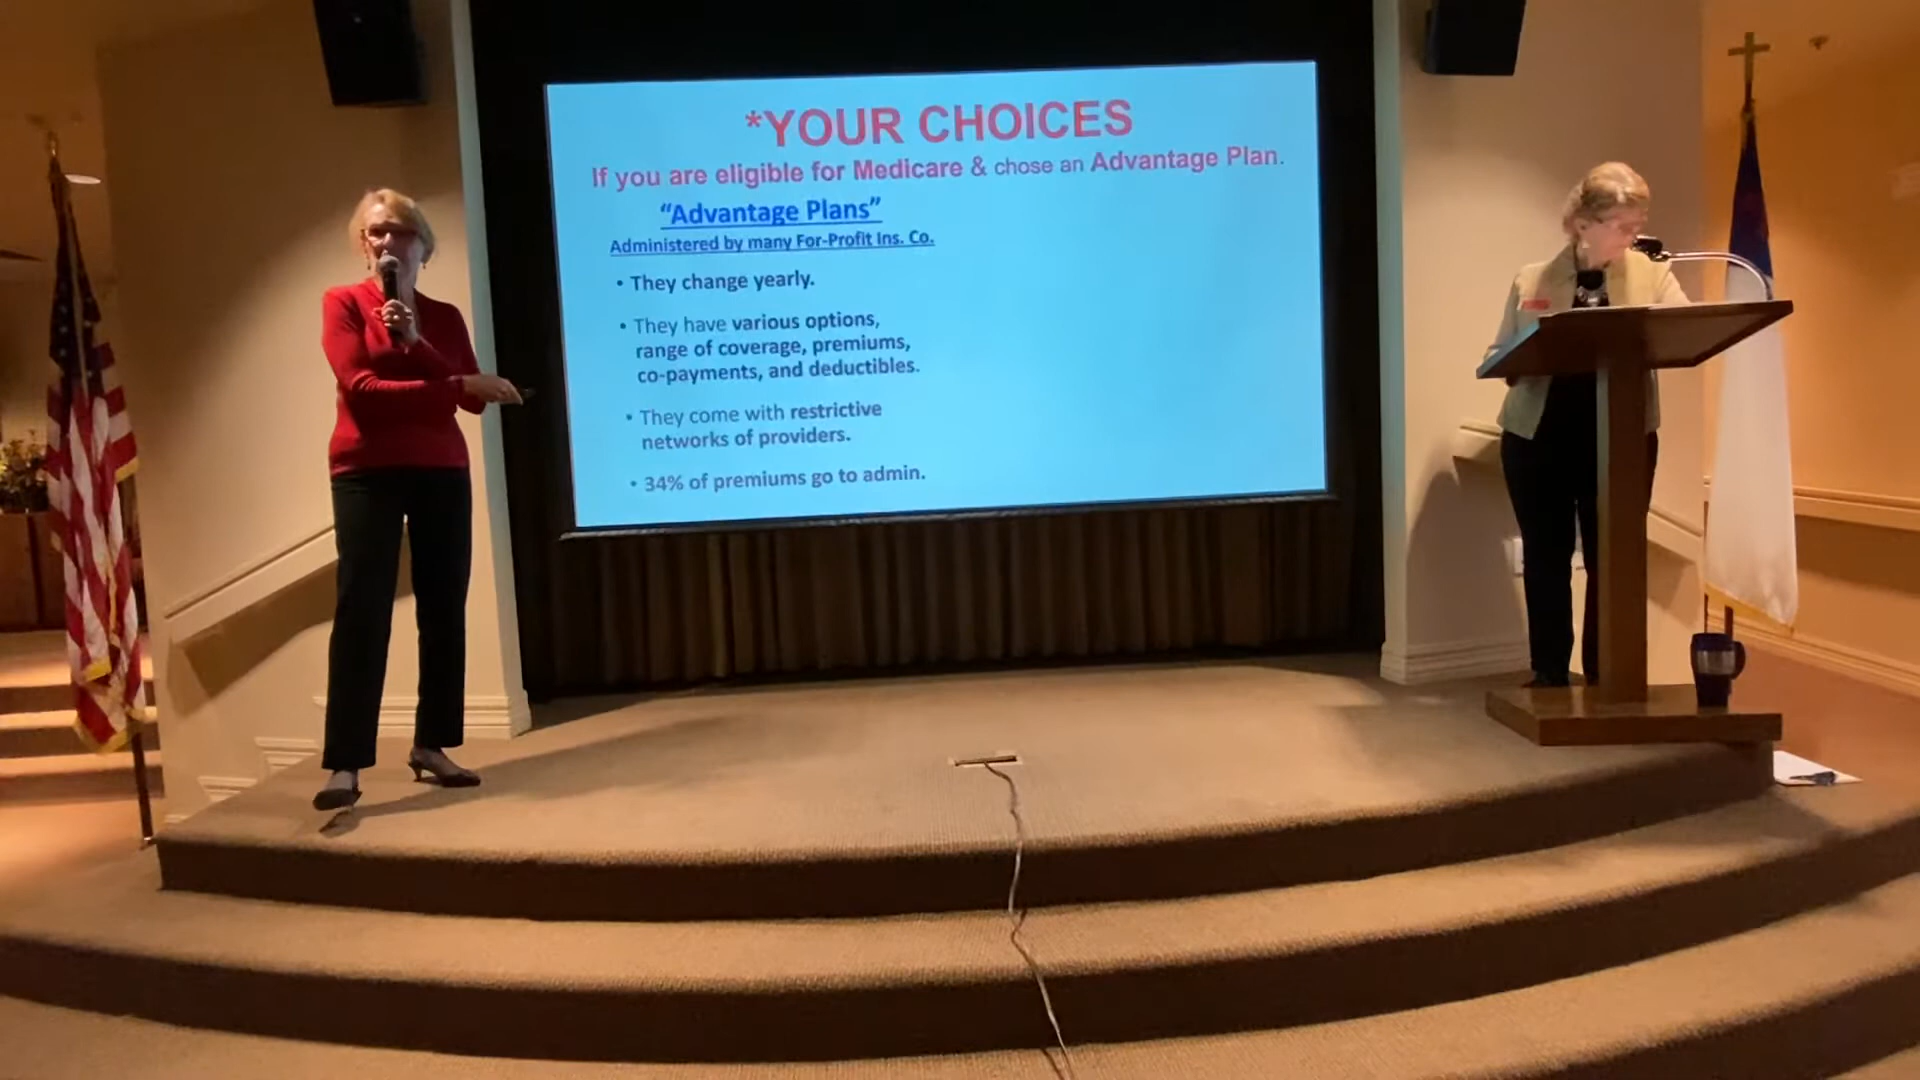 *YOUR CHOICES
If you are eligible for Medicare & chose an Advantage Plan.
“Advantage Plans”
Administered by many For-Profit Ins. Co.
• They change yearly.
• They have various options,
range of coverage, premiums,
co-payments, and deductibles.
• They come with restrictive
networks of providers.
• 34% of premiums go to admin.